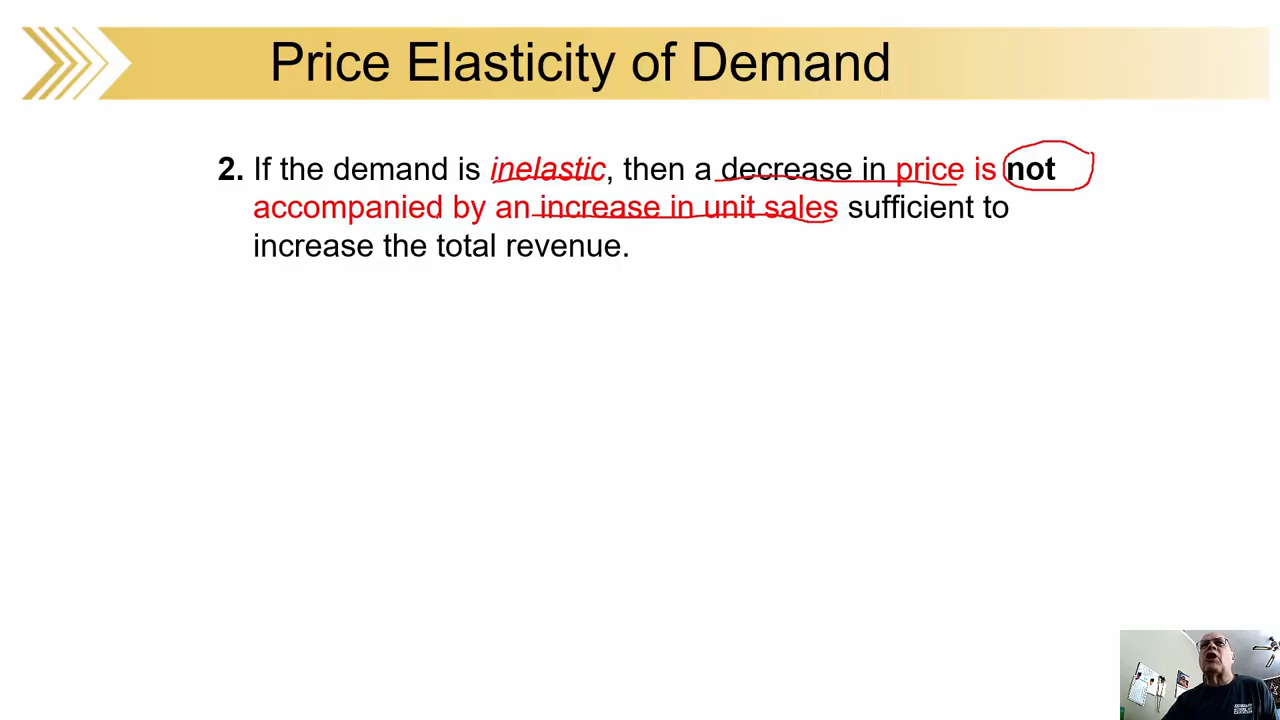 Price Elasticity of Demand
2. If the demand is inelastic, then a decrease in price is not
accompanied by an increase in unit sales sufficient to
increase the total revenue.